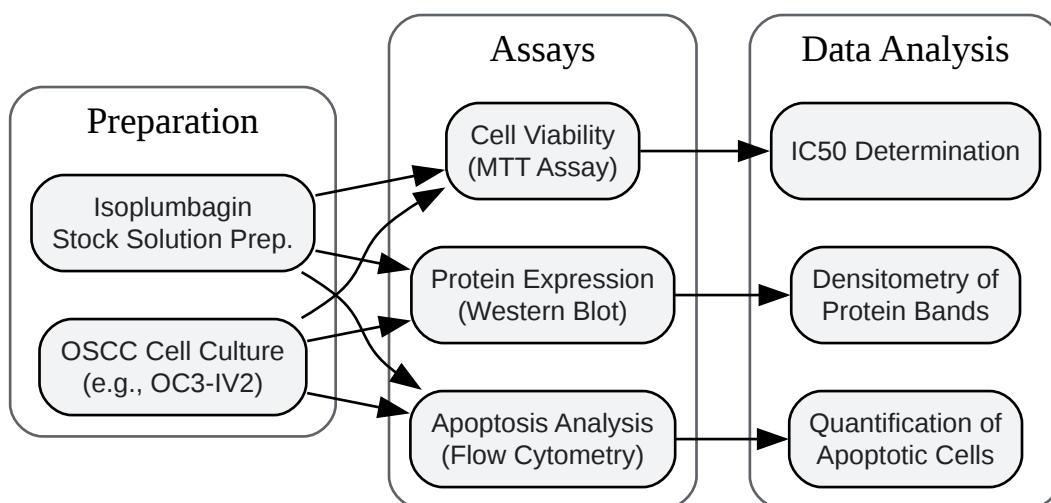 Preparation
Isoplumbagin
Stock Solution Prep.
OSCC Cell Culture
(e.g., OC3-IV2)
Assays
Cell Viability
(MTT Assay)
Protein Expression
(Western Blot)
Apoptosis Analysis
(Flow Cytometry)
Data Analysis
IC50 Determination
Densitometry of
Protein Bands
Quantification of
Apoptotic Cells